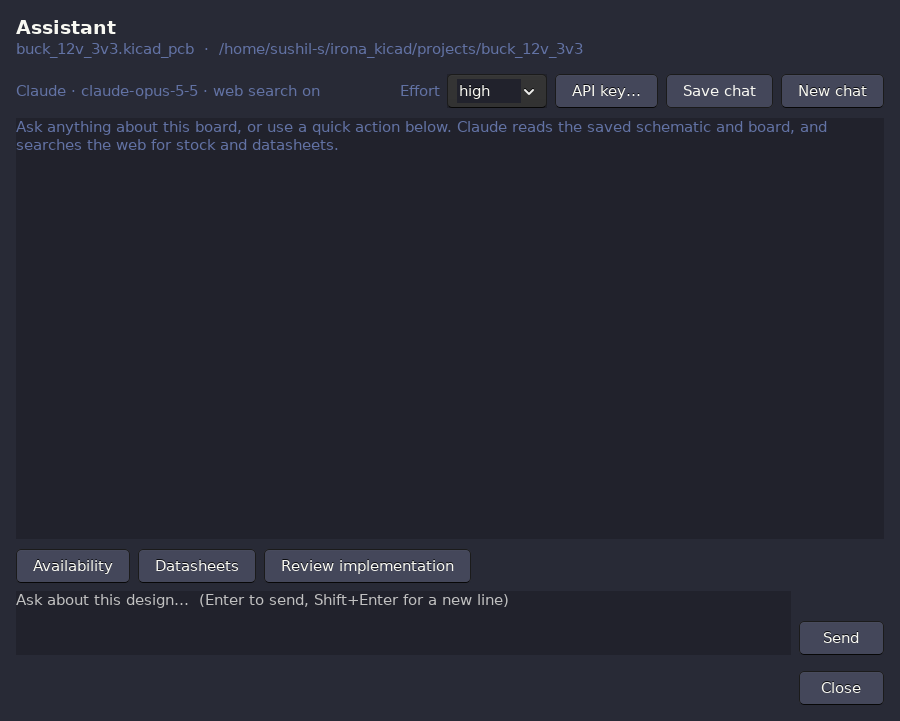 Assistant
buck_12v_3v3.kicad_pcb · /home/sushil-s/irona_kicad/projects/buck_12v_3v3
Claude · claude-opus-5-5 · web search on Effort high API key... Save chat New chat
Ask anything about this board, or use a quick action below. Claude reads the saved schematic and board, and
searches the web for stock and datasheets.
Availability Datasheets Review implementation
Ask about this design... (Enter to send, Shift+Enter for a new line)
Send
Close